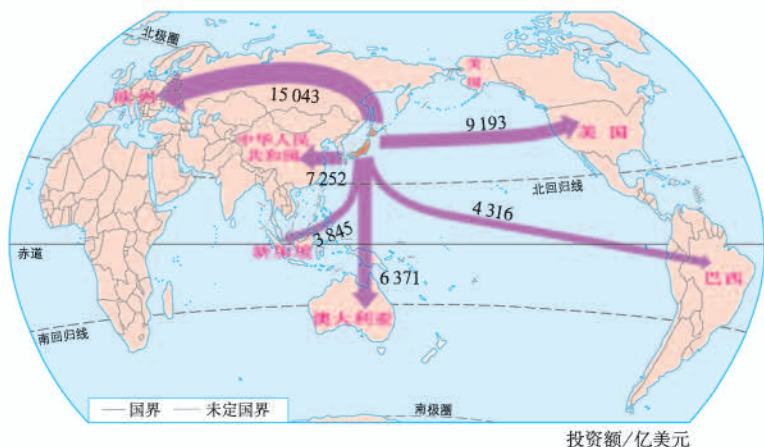 北极圈
美
国
欧洲
15 043
9 193
美国
中华人民
共和国
7 252
北回归线
4 316
3 845
赤道
新加坡
6 371
巴西
澳大利亚
南回归线
国界 未定国界
南极圈
投资额/亿美元